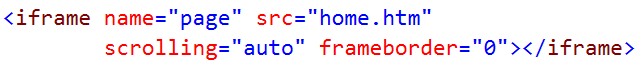 <iframe name="page" src="home.htm"
scrolling="auto" frameborder="0"></iframe>